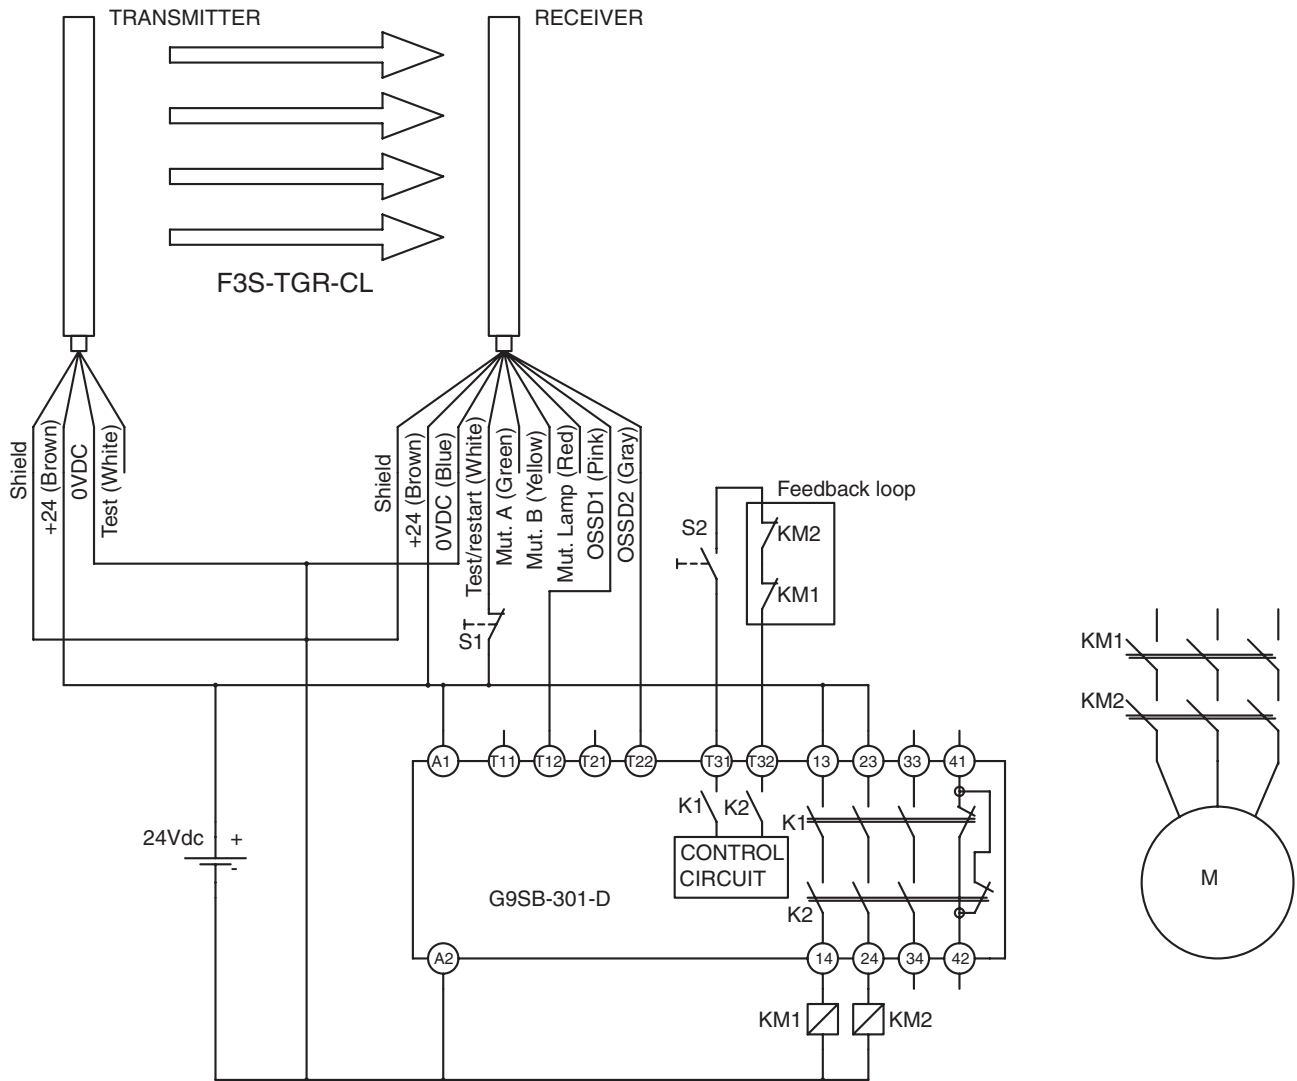 TRANSMITTER
RECEIVER
F3S-TGR-CL
Shield
+24 (Brown)
0VDC
Test (White)
Shield
+24 (Brown)
0VDC (Blue)
Test/restart (White)
Mut. A (Green)
Mut. B (Yellow)
Mut. Lamp (Red)
OSSD1 (Pink)
OSSD2 (Gray)
S1
S2
Feedback loop
KM2
KM1
KM1
KM2
M
A1
T11
T12
T21
T22
T31
T32
13
23
33
41
K1
K2
K1
CONTROL
CIRCUIT
K2
24Vdc
+
-
G9SB-301-D
A2
14
24
34
42
KM1
KM2